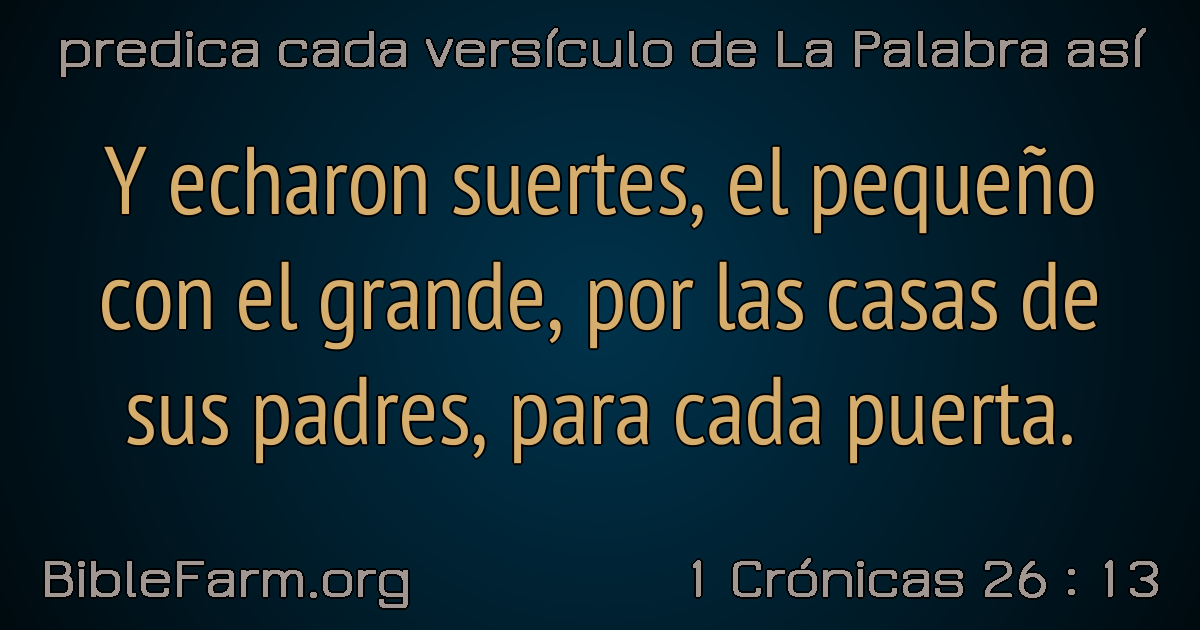 predica cada versículo de La Palabra así
Y echaron suertes, el pequeño
con el grande, por las casas de
sus padres, para cada puerta.
BibleFarm.org
1 Crónicas 26 : 13